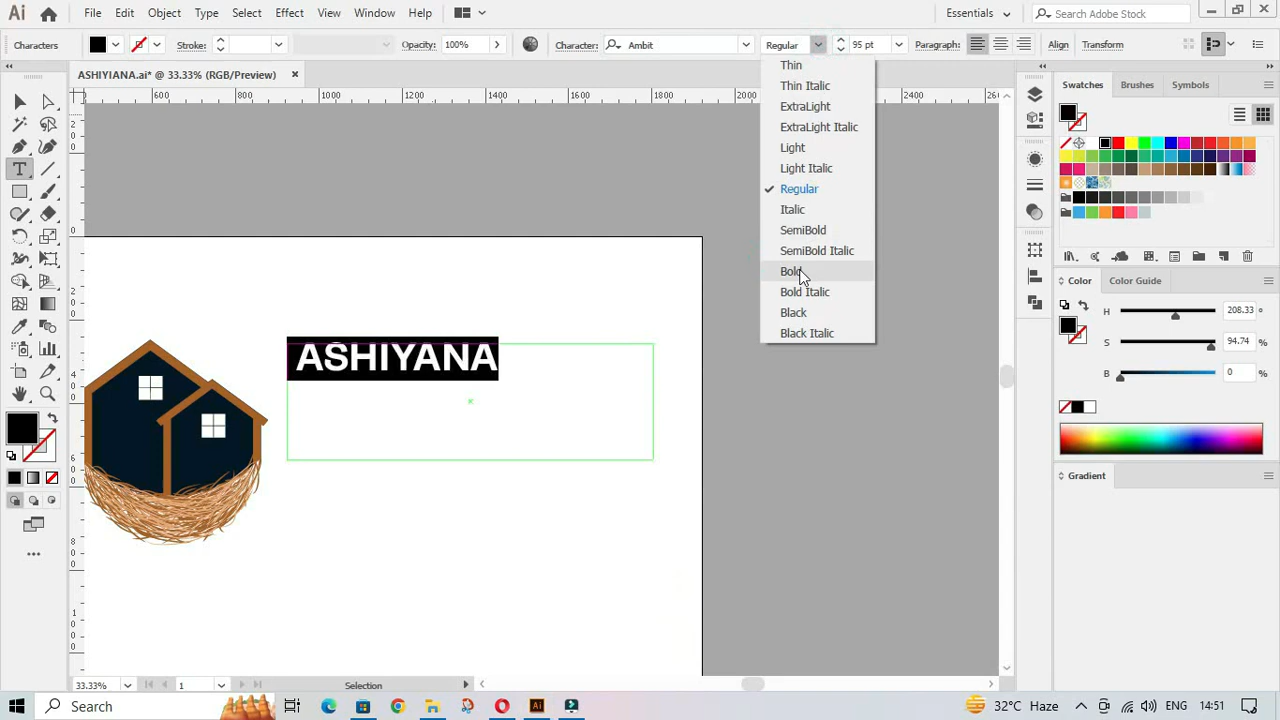 Ai File Edit Object Type Select Effect View Window Help Essentials Search Adobe Stock
Characters Stroke: Opacity: 100% Character: Ambit Regular 95 pt Paragraph: Align Transform
ASHIYIANA.ai* @ 33.33% (RGB/Preview)
600 800 1000 1200 1400 1600 1800 2000 2400
Thin
Thin Italic
ExtraLight
ExtraLight Italic
Light
Light Italic
Regular
Italic
SemiBold
SemiBold Italic
Bold
Bold Italic
Black
Black Italic
Swatches Brushes Symbols
Color Color Guide
H 208.33 °
S 94.74 %
B 0 %
Gradient
ASHIYANA
33.33% 1 Selection
Search Ai 32°C Haze ENG 14:51